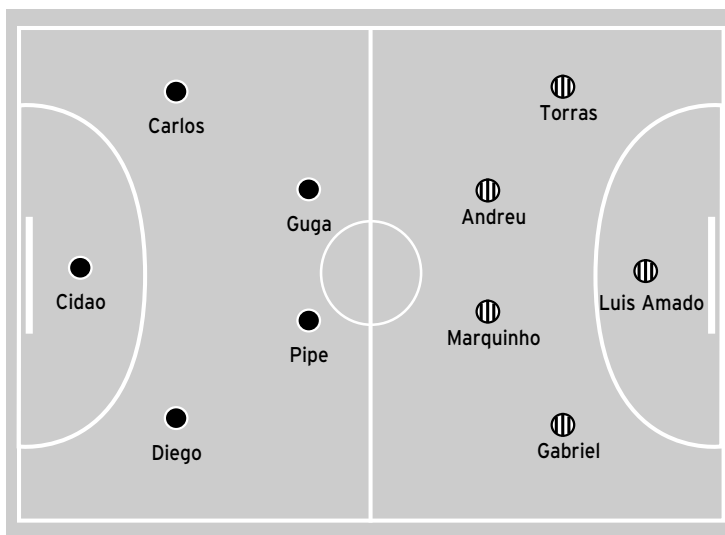 Carlos
Torras
Guga
Andreu
Cidao
Luis Amado
Pipe
Marquinho
Diego
Gabriel